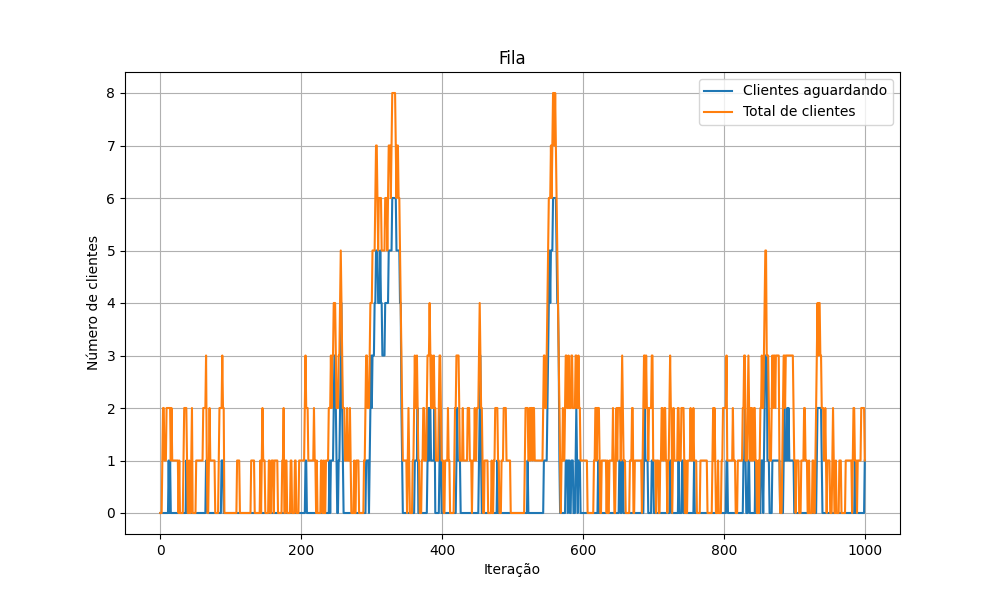 Fila
Clientes aguardando
Total de clientes
Número de clientes
8
7
6
5
4
3
2
1
0
0 200 400 600 800 1000
Iteração